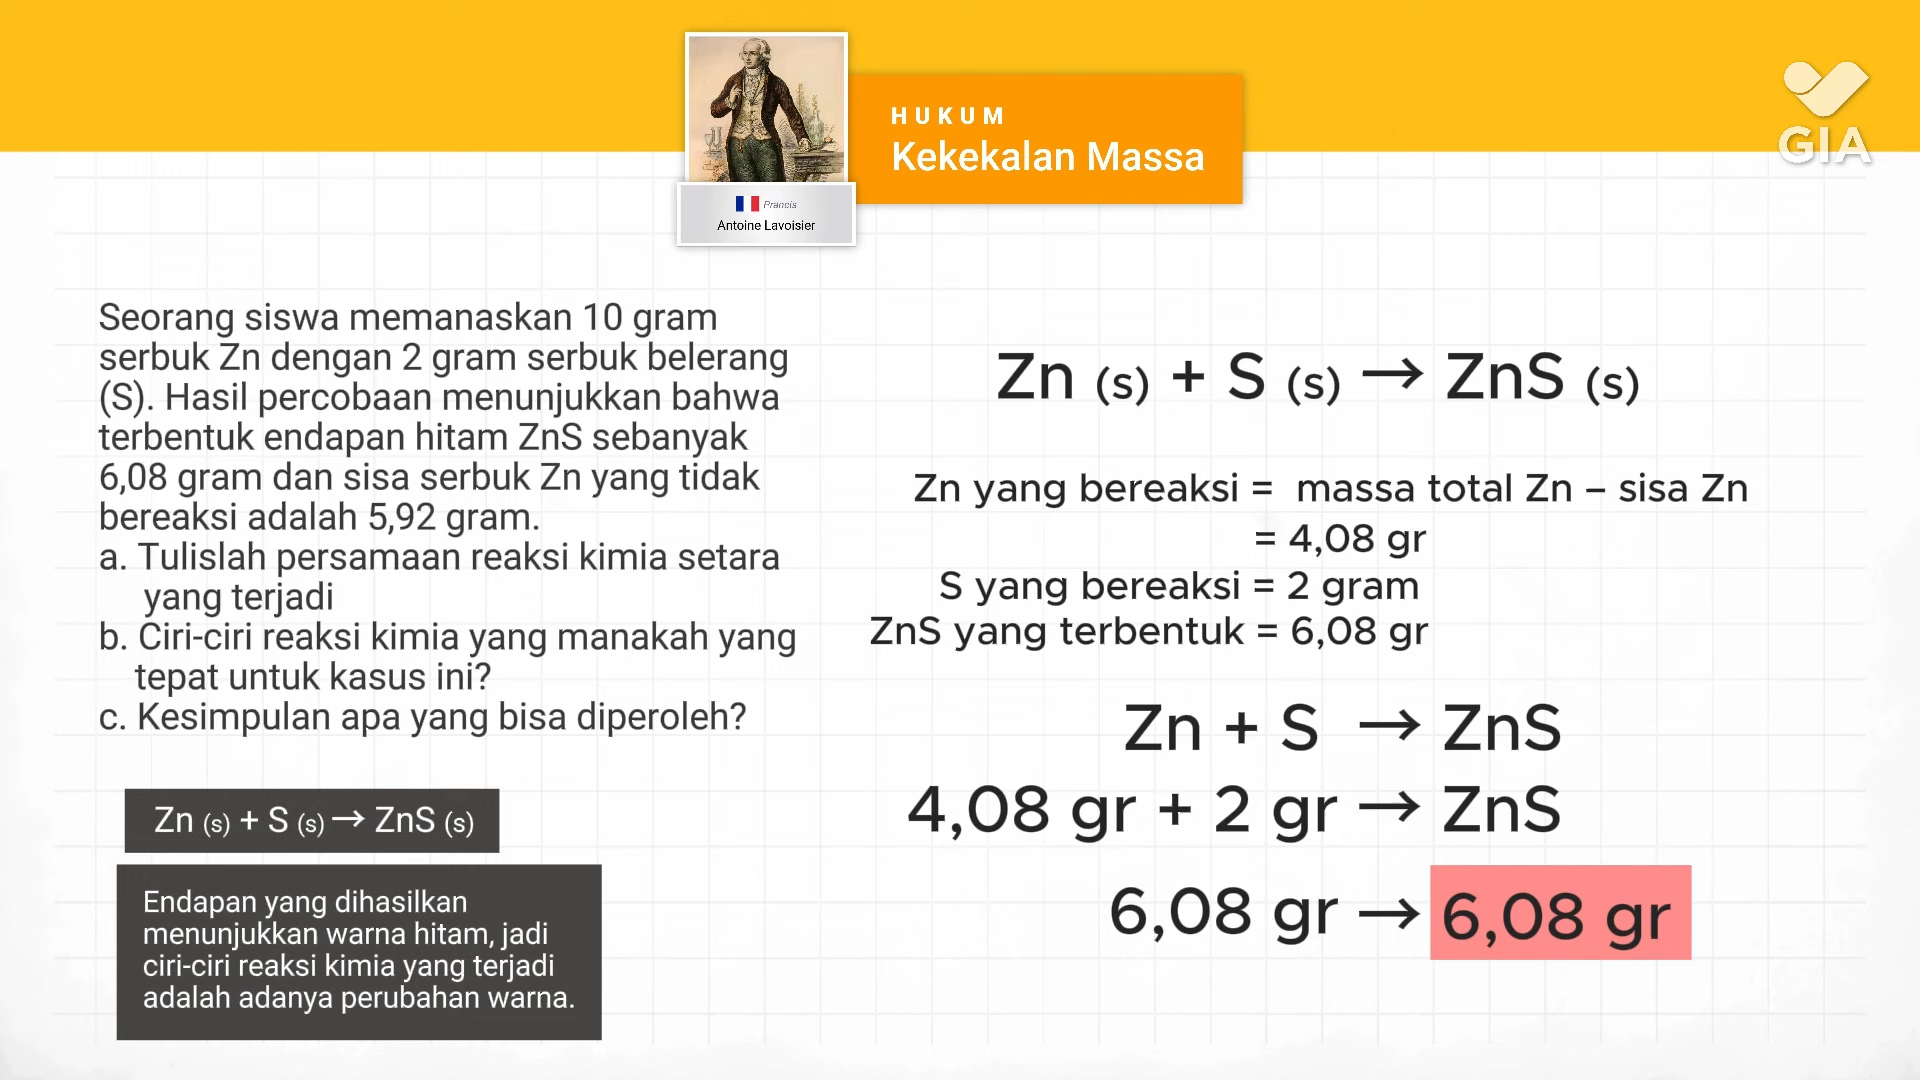 HUKUM
Kekekalan Massa
GIA
Prancis
Antoine Lavoisier
Seorang siswa memanaskan 10 gram
serbuk Zn dengan 2 gram serbuk belerang
(S). Hasil percobaan menunjukkan bahwa
terbentuk endapan hitam ZnS sebanyak
6,08 gram dan sisa serbuk Zn yang tidak
bereaksi adalah 5,92 gram.
a. Tulislah persamaan reaksi kimia setara
yang terjadi
b. Ciri-ciri reaksi kimia yang manakah yang
tepat untuk kasus ini?
c. Kesimpulan apa yang bisa diperoleh?
Zn (s) + S (s) → ZnS (s)
Endapan yang dihasilkan
menunjukkan warna hitam, jadi
ciri-ciri reaksi kimia yang terjadi
adalah adanya perubahan warna.
Zn (s) + S (s) → ZnS (s)
Zn yang bereaksi = massa total Zn – sisa Zn
= 4,08 gr
S yang bereaksi = 2 gram
ZnS yang terbentuk = 6,08 gr
Zn + S → ZnS
4,08 gr + 2 gr → ZnS
6,08 gr → 6,08 gr